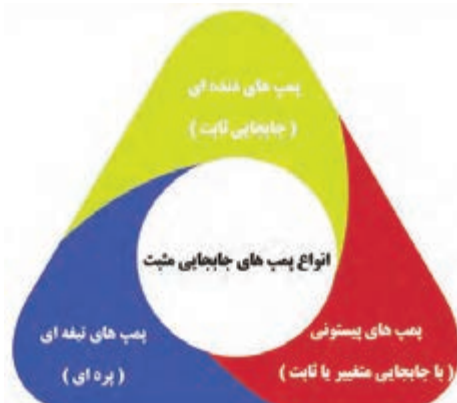 پمپ های دنده ای
( جابجایی ثابت )
انواع پمپ های جابجایی مثبت
پمپ های پیستونی
( با جابجایی متغییر یا ثابت )
پمپ های تیغه ای
( پره ای )